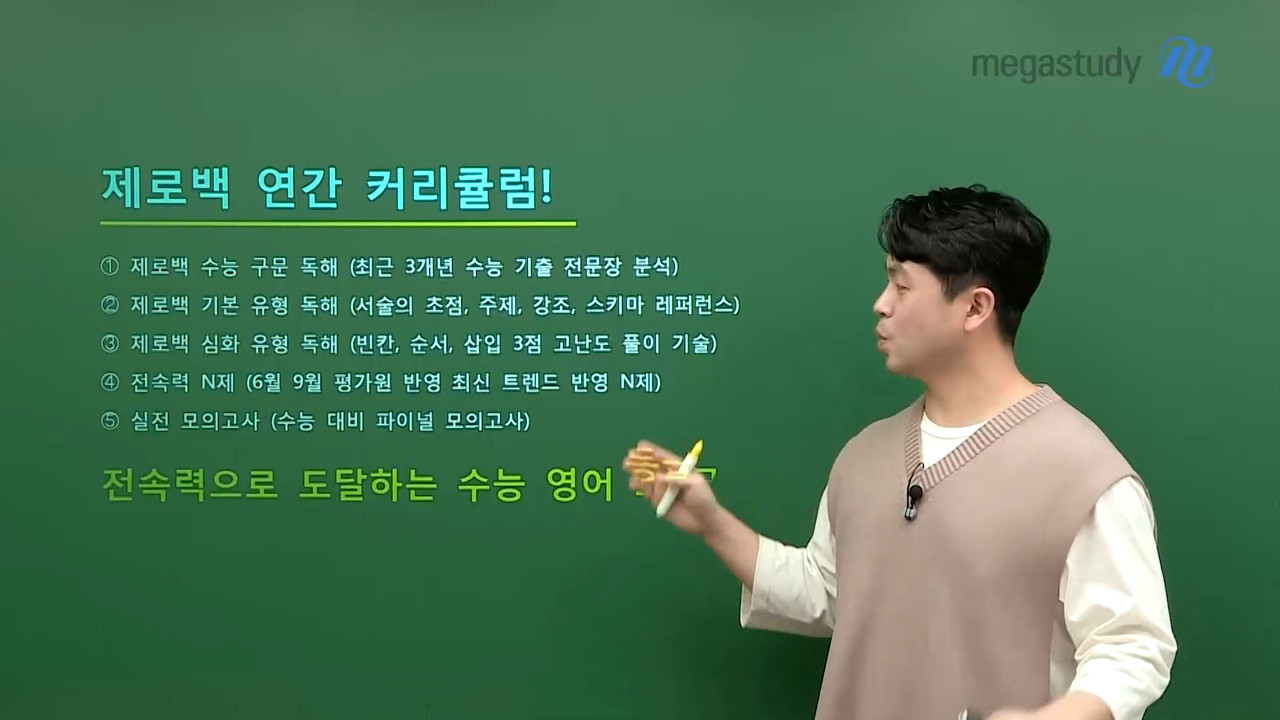 megastudy
제로백 연간 커리큘럼!
① 제로백 수능 구문 독해 (최근 3개년 수능 기출 전문장 분석)
② 제로백 기본 유형 독해 (서술의 초점, 주제, 강조, 스키마 레퍼런스)
③ 제로백 심화 유형 독해 (빈칸, 순서, 삽입 3점 고난도 풀이 기술)
④ 전속력 N제 (6월 9월 평가원 반영 최신 트렌드 반영 N제)
⑤ 실전 모의고사 (수능 대비 파이널 모의고사)
전속력으로 도달하는 수능 영어